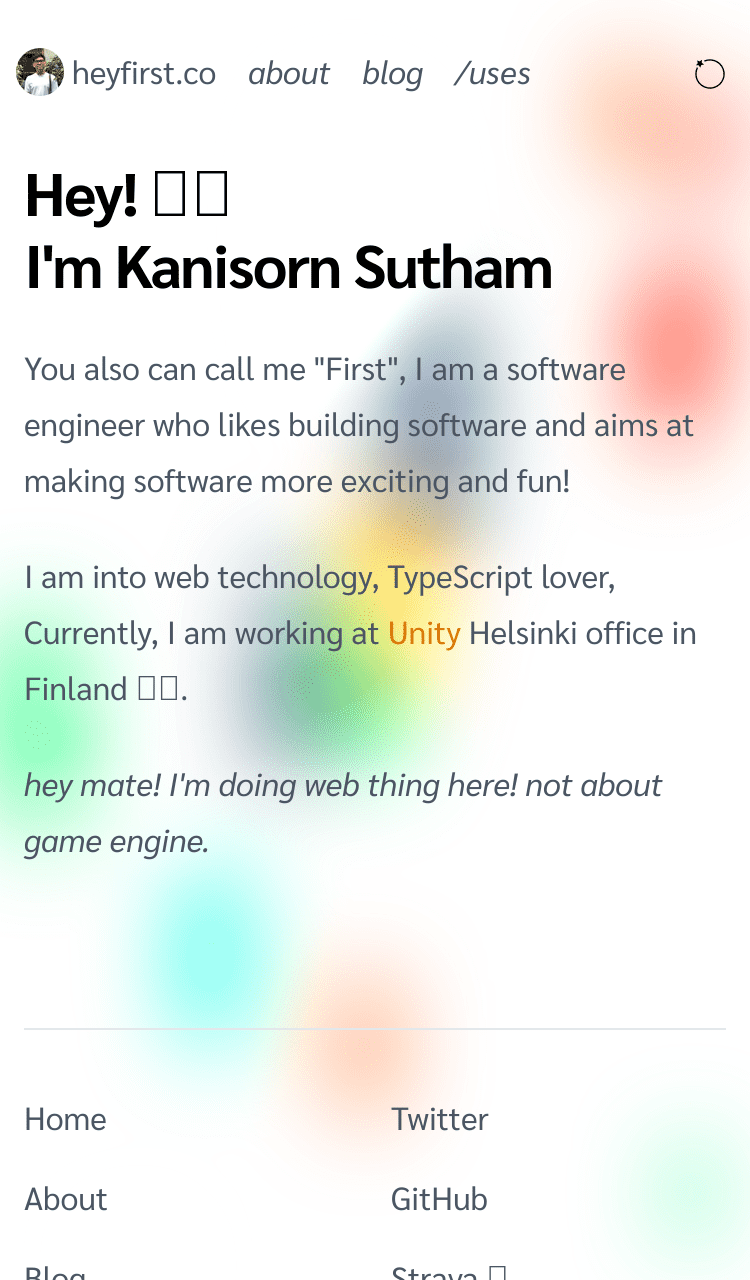 heyfirst.co about blog /uses
Hey! 
I'm Kanisorn Sutham
You also can call me "First", I am a software
engineer who likes building software and aims at
making software more exciting and fun!
I am into web technology, TypeScript lover,
Currently, I am working at Unity Helsinki office in
Finland .
hey mate! I'm doing web thing here! not about
game engine.
Home
Twitter
About
GitHub
Blog
Strava